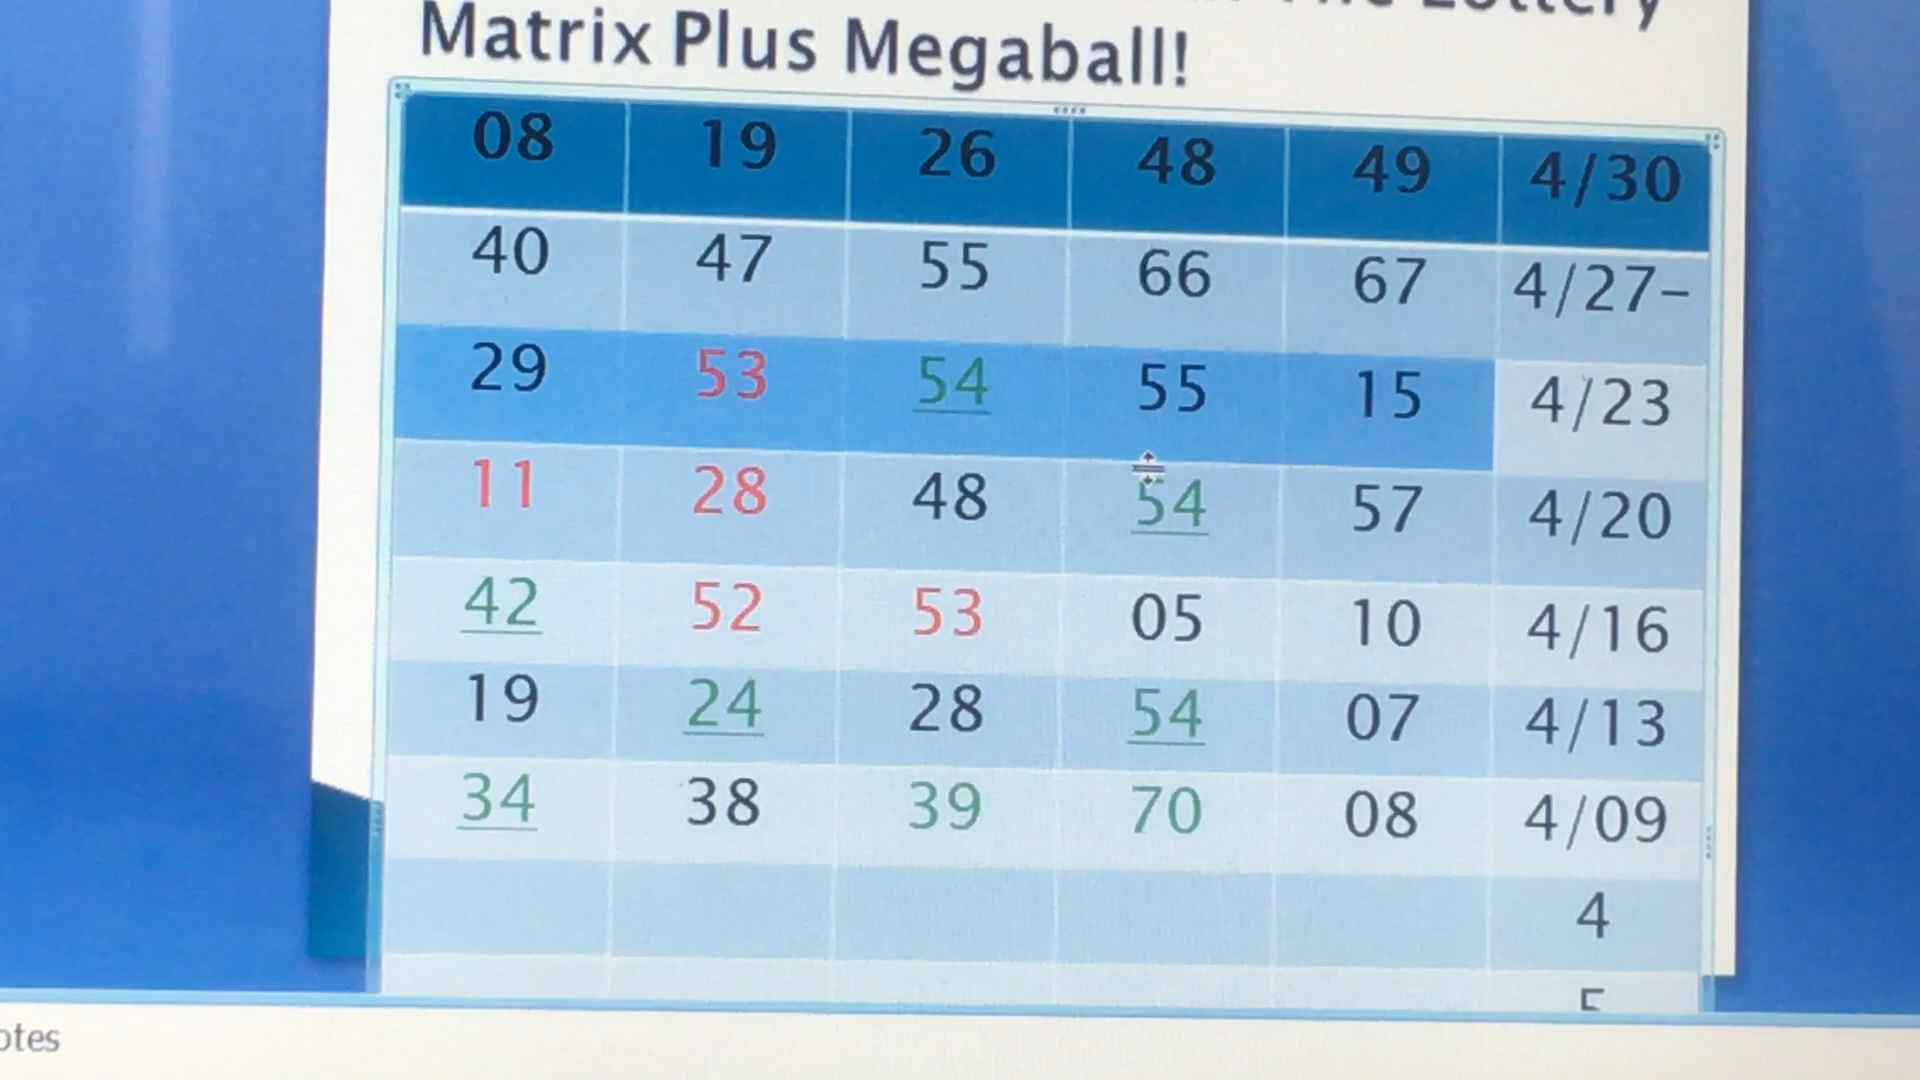 The Lottery
Matrix Plus Megaball!
08 19 26 48 49 4/30
40 47 55 66 67 4/27-
29 53 54 55 15 4/23
11 28 48 54 57 4/20
42 52 53 05 10 4/16
19 24 28 54 07 4/13
34 38 39 70 08 4/09
4
otes